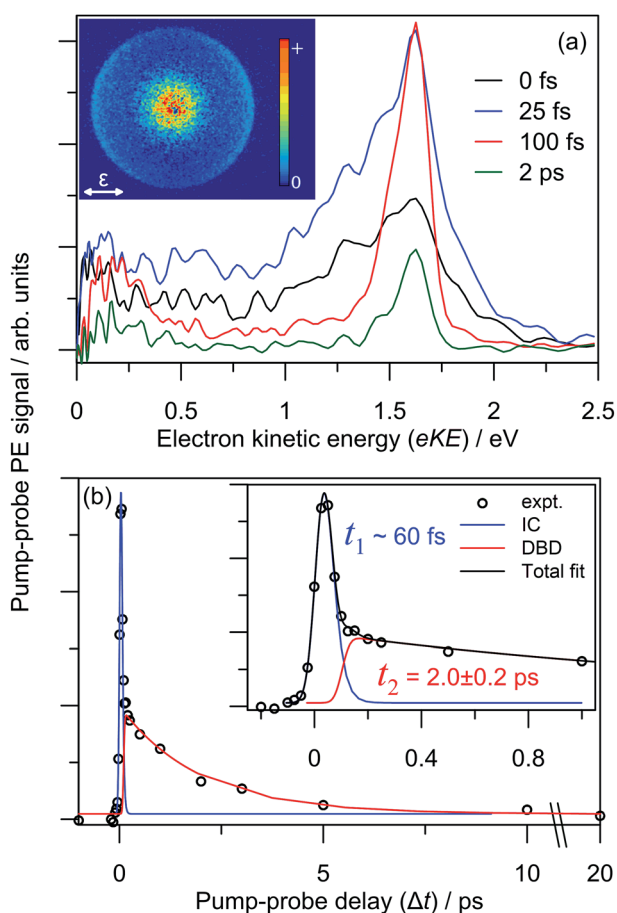 (a)
+
0
ε
0 fs
25 fs
100 fs
2 ps
0 0.5 1 1.5 2 2.5
Electron kinetic energy (eKE) / eV
Pump-probe PE signal / arb. units
(b)
expt.
IC
DBD
Total fit
t₁ ~ 60 fs
t₂ = 2.0±0.2 ps
0 0.4 0.8
0 5 10 20
Pump-probe delay (Δt) / ps